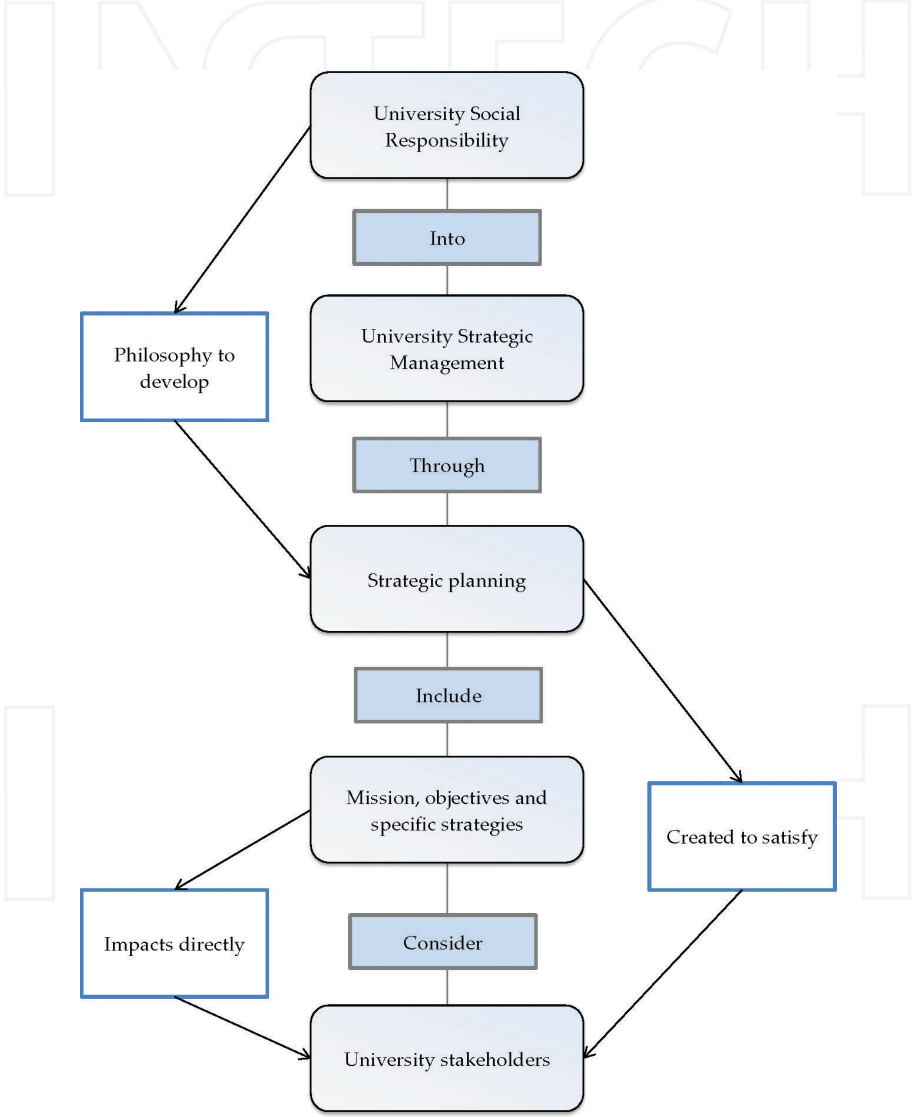 INTECH
University Social
Responsibility
Into
University Strategic
Management
Philosophy to
develop
Through
Strategic planning
Include
Mission, objectives and
specific strategies
Created to satisfy
Impacts directly
Consider
University stakeholders